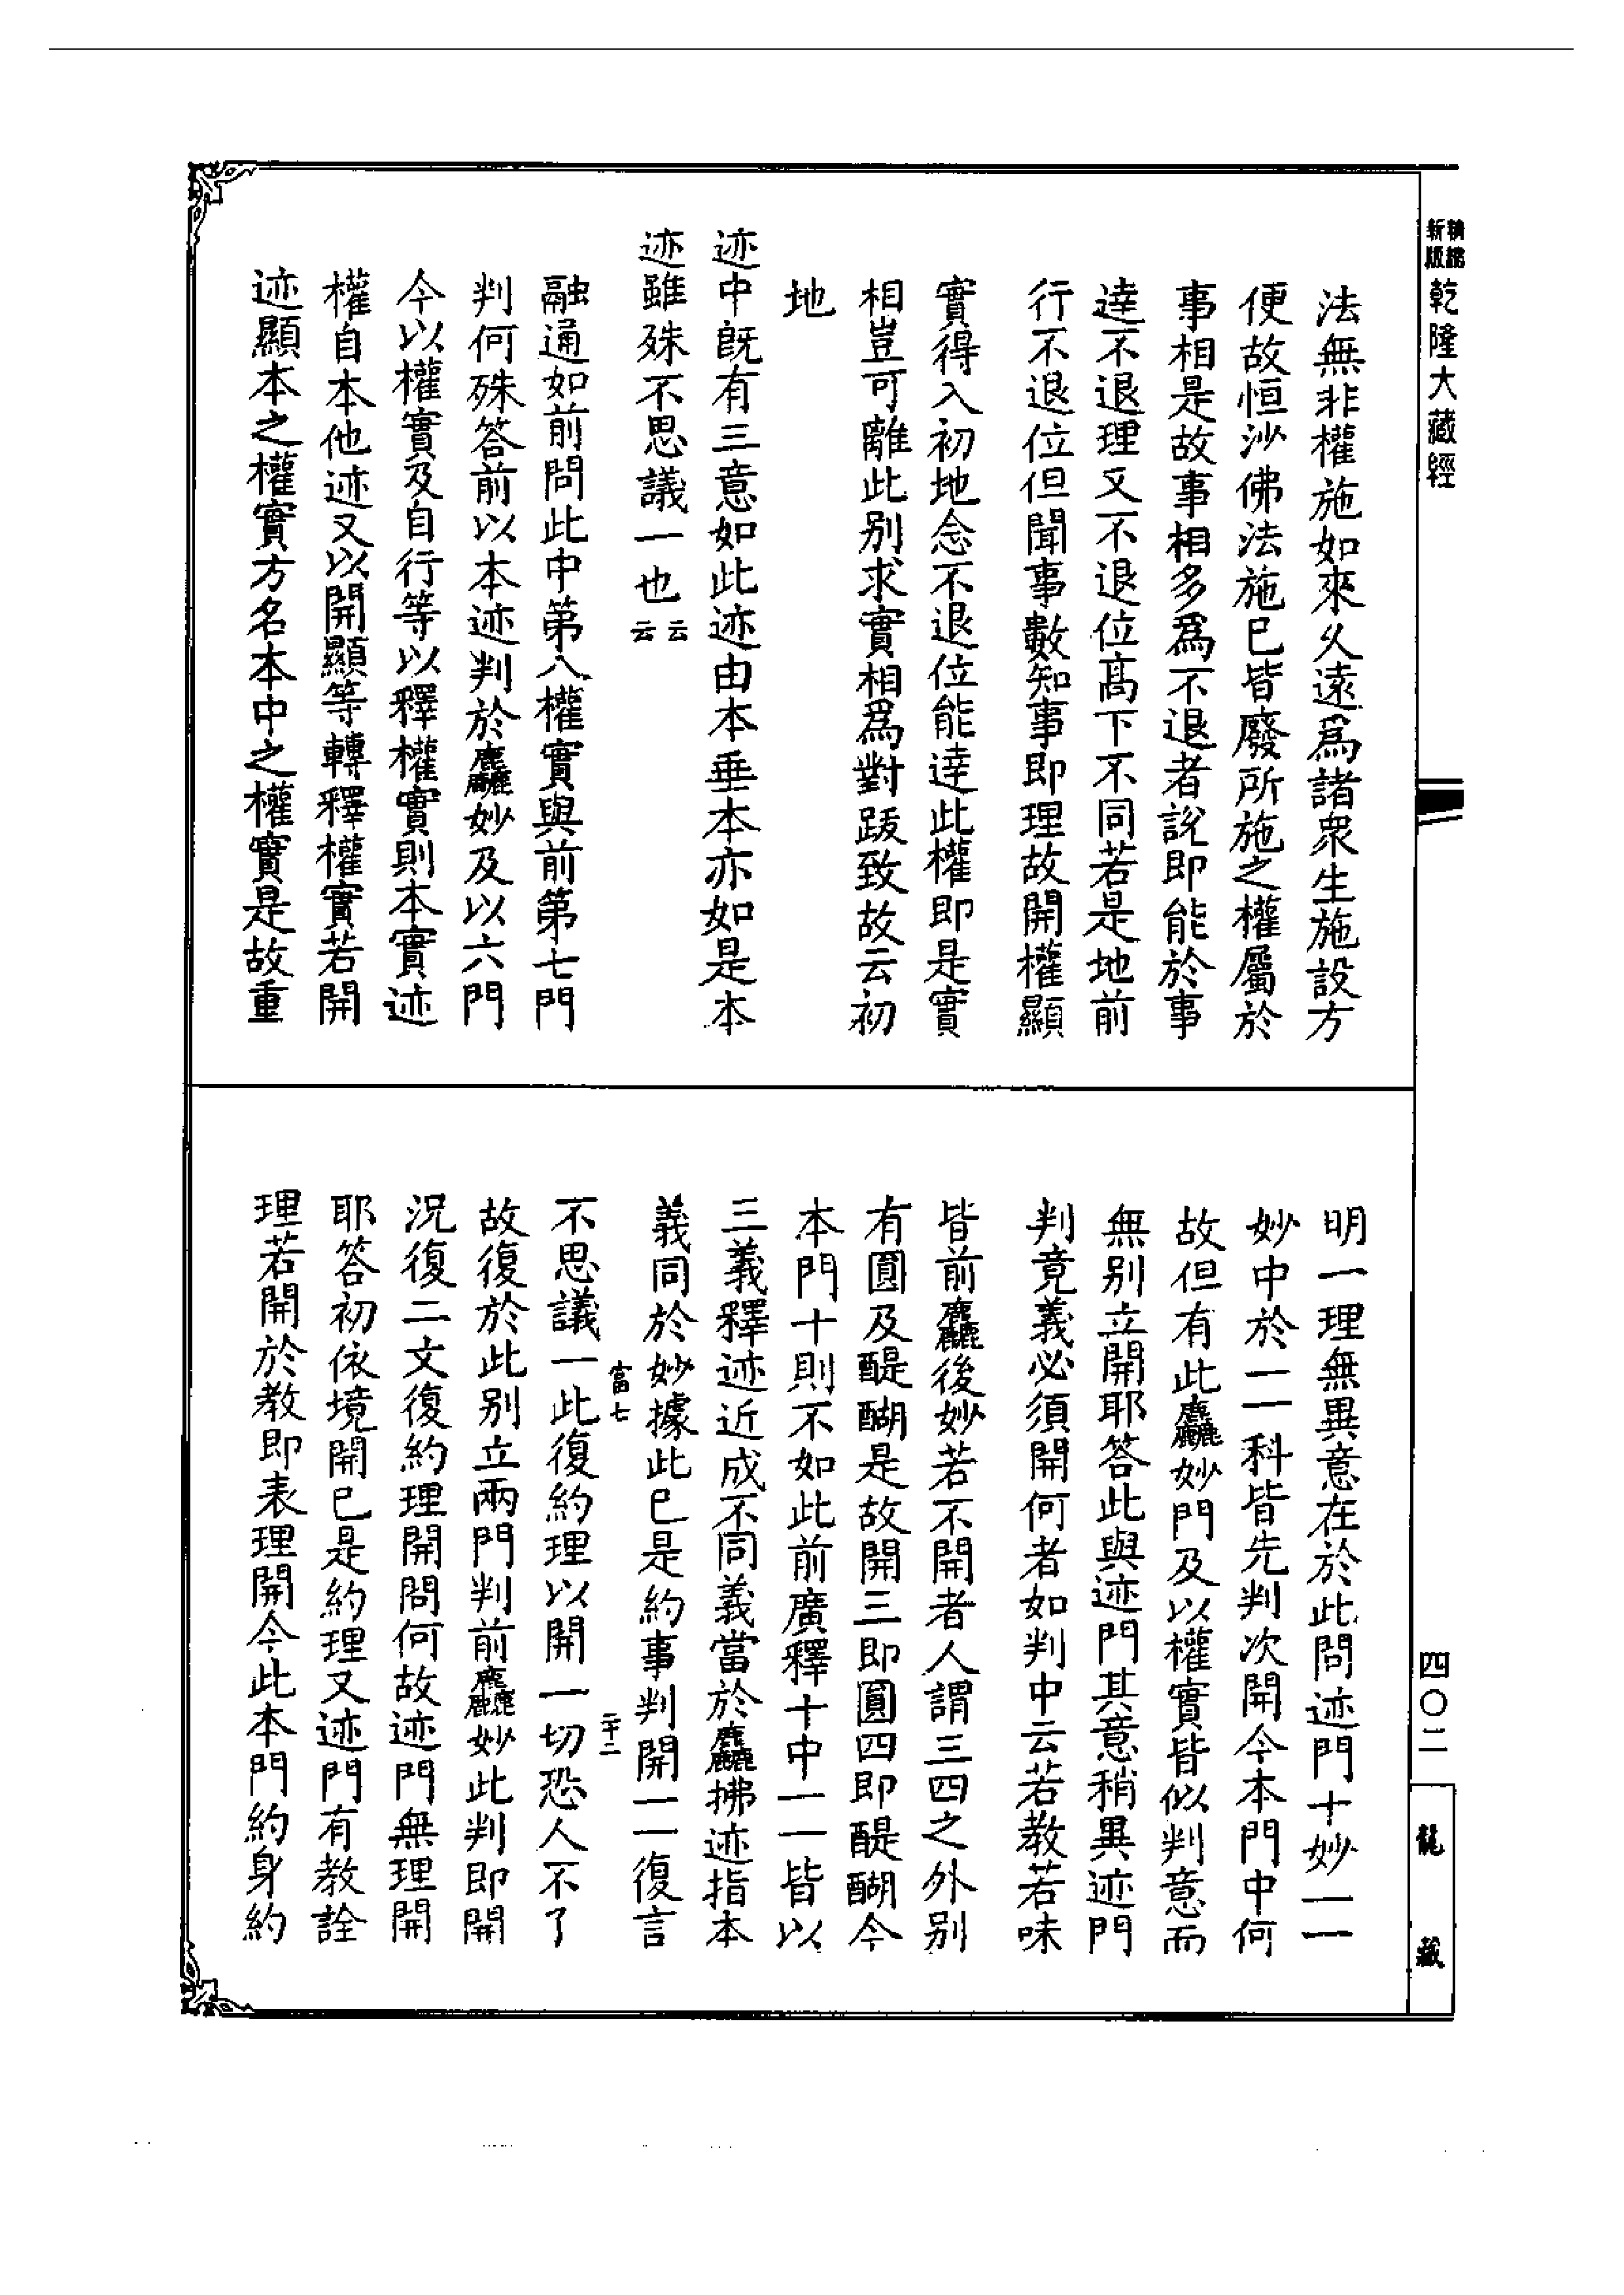 新版精縮乾隆大藏經
法無非權施如來久遠為諸眾生施設方
便故恒沙佛法施已皆廢所施之權屬於
事相是故事相多為不退者說即能於事
達不退理又不退位高下不同若是地前
行不退位但聞事數知事即理故開權顯
實得入初地念不退位能達此權即是實
相豈可離此別求實相為對跋致故云初
地
迹中既有三意如此迹由本垂本亦如是本
迹雖殊不思議一也云云
融通如前問此中第八權實與前第七門
判何殊答前以本迹判於麤妙及以六門
今以權實及自行等以釋權實則本實迹
權自本他迹又以開顯等轉釋權實若開
迹顯本之權實方名本中之權實是故重
明一理無異意在於此問迹門十妙一一
妙中於一一科皆先判次開今本門中何
故但有此麤妙門及以權實皆似判意而
無別立開耶答此與迹門其意稍異迹門
判竟義必須開何者如判中云若教若味
皆前麤後妙若不開者人謂三四之外別
有圓及醍醐是故開三即圓四即醍醐今
本門十則不如此前廣釋十中一一皆以
三義釋迹近成不同義當於麤拂迹指本
義同於妙據此已是約事判開一一復言
富七 二十二
不思議一此復約理以開一切恐人不了
故復於此別立兩門判前麤妙此判即開
況復二文復約理開問何故迹門無理開
耶答初依境開已是約理又迹門有教詮
理若開於教即表理開今此本門約身約
四〇二
龍藏